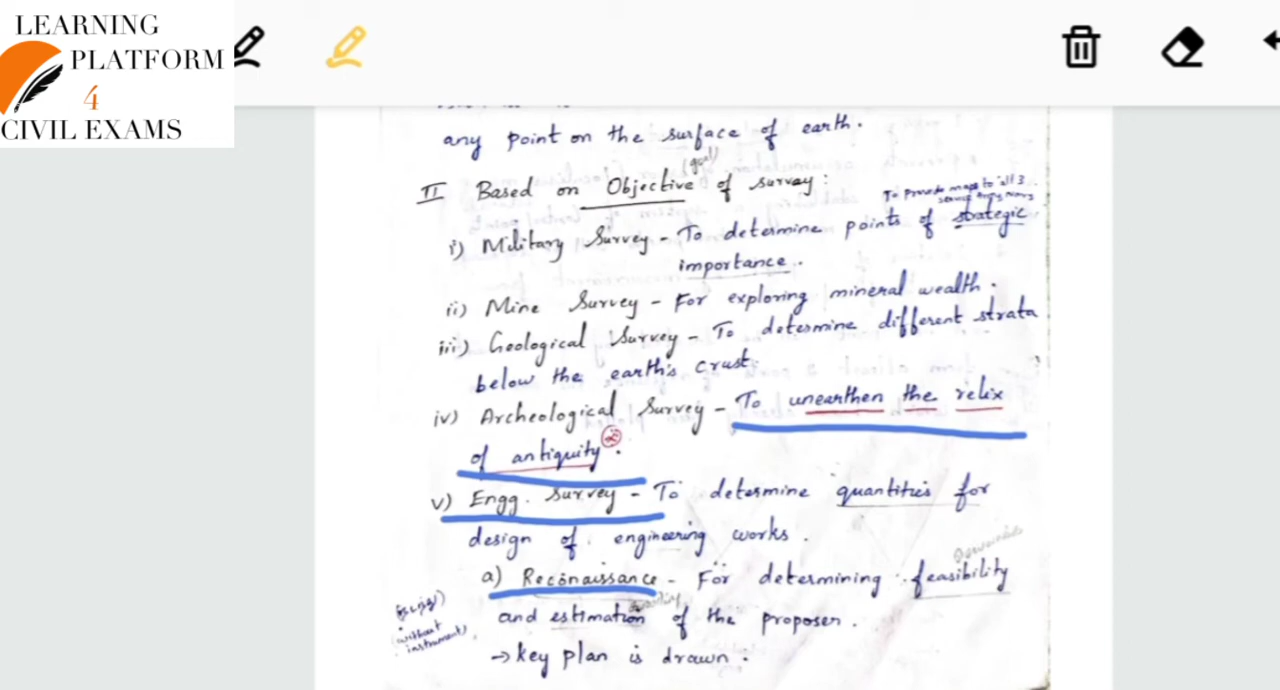 LEARNING
PLATFORM
4
CIVIL EXAMS
any point on the surface of earth.
(goal)
II Based on Objective of survey:
To provide maps to all 3
i) Military Survey - To determine points of strategic
importance.
ii) Mine Survey - For exploring mineral wealth.
iii) Geological Survey - To determine different strata
below the earth's crust.
iv) Archeological Survey - To unearthen the relix
of antiquity.
v) Engg. Survey - To determine quantities for
design of engineering works.
a) Reconaissance - For determining feasibility
and estimation of the proposer.
(without
instrument)
→ key plan is drawn.